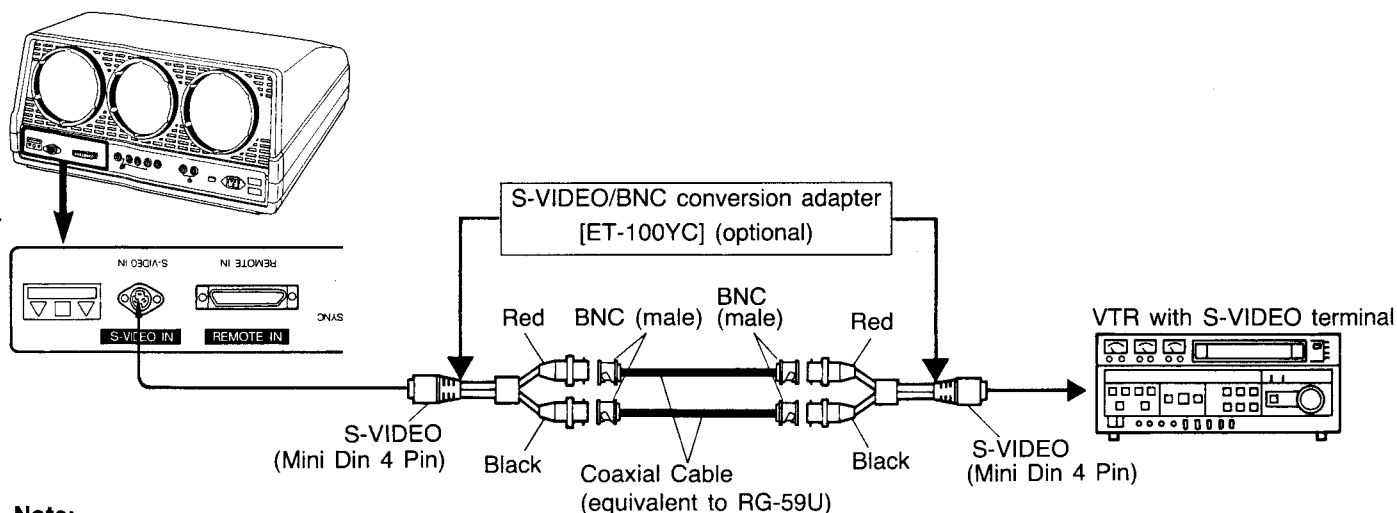 S-VIDEO/BNC conversion adapter
[ET-100YC] (optional)
S-VIDEO IN
REMOTE IN
SYNC
S-VIDEO IN
REMOTE IN
Red
BNC (male)
BNC
(male)
Red
VTR with S-VIDEO terminal
S-VIDEO
(Mini Din 4 Pin)
Black
Coaxial Cable
(equivalent to RG-59U)
Black
S-VIDEO
(Mini Din 4 Pin)
Note: